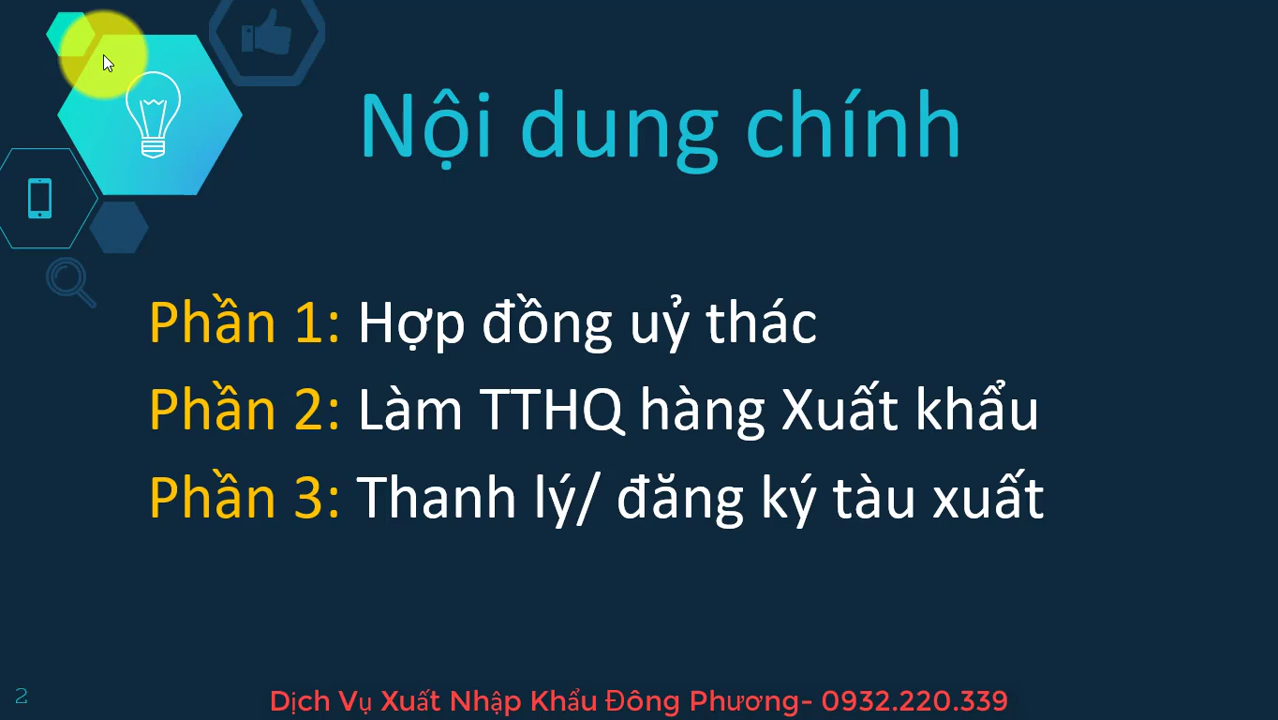 Nội dung chính
Phần 1: Hợp đồng uỷ thác
Phần 2: Làm TTHQ hàng Xuất khẩu
Phần 3: Thanh lý/ đăng ký tàu xuất
2
Dịch Vụ Xuất Nhập Khẩu Đông Phương- 0932.220.339